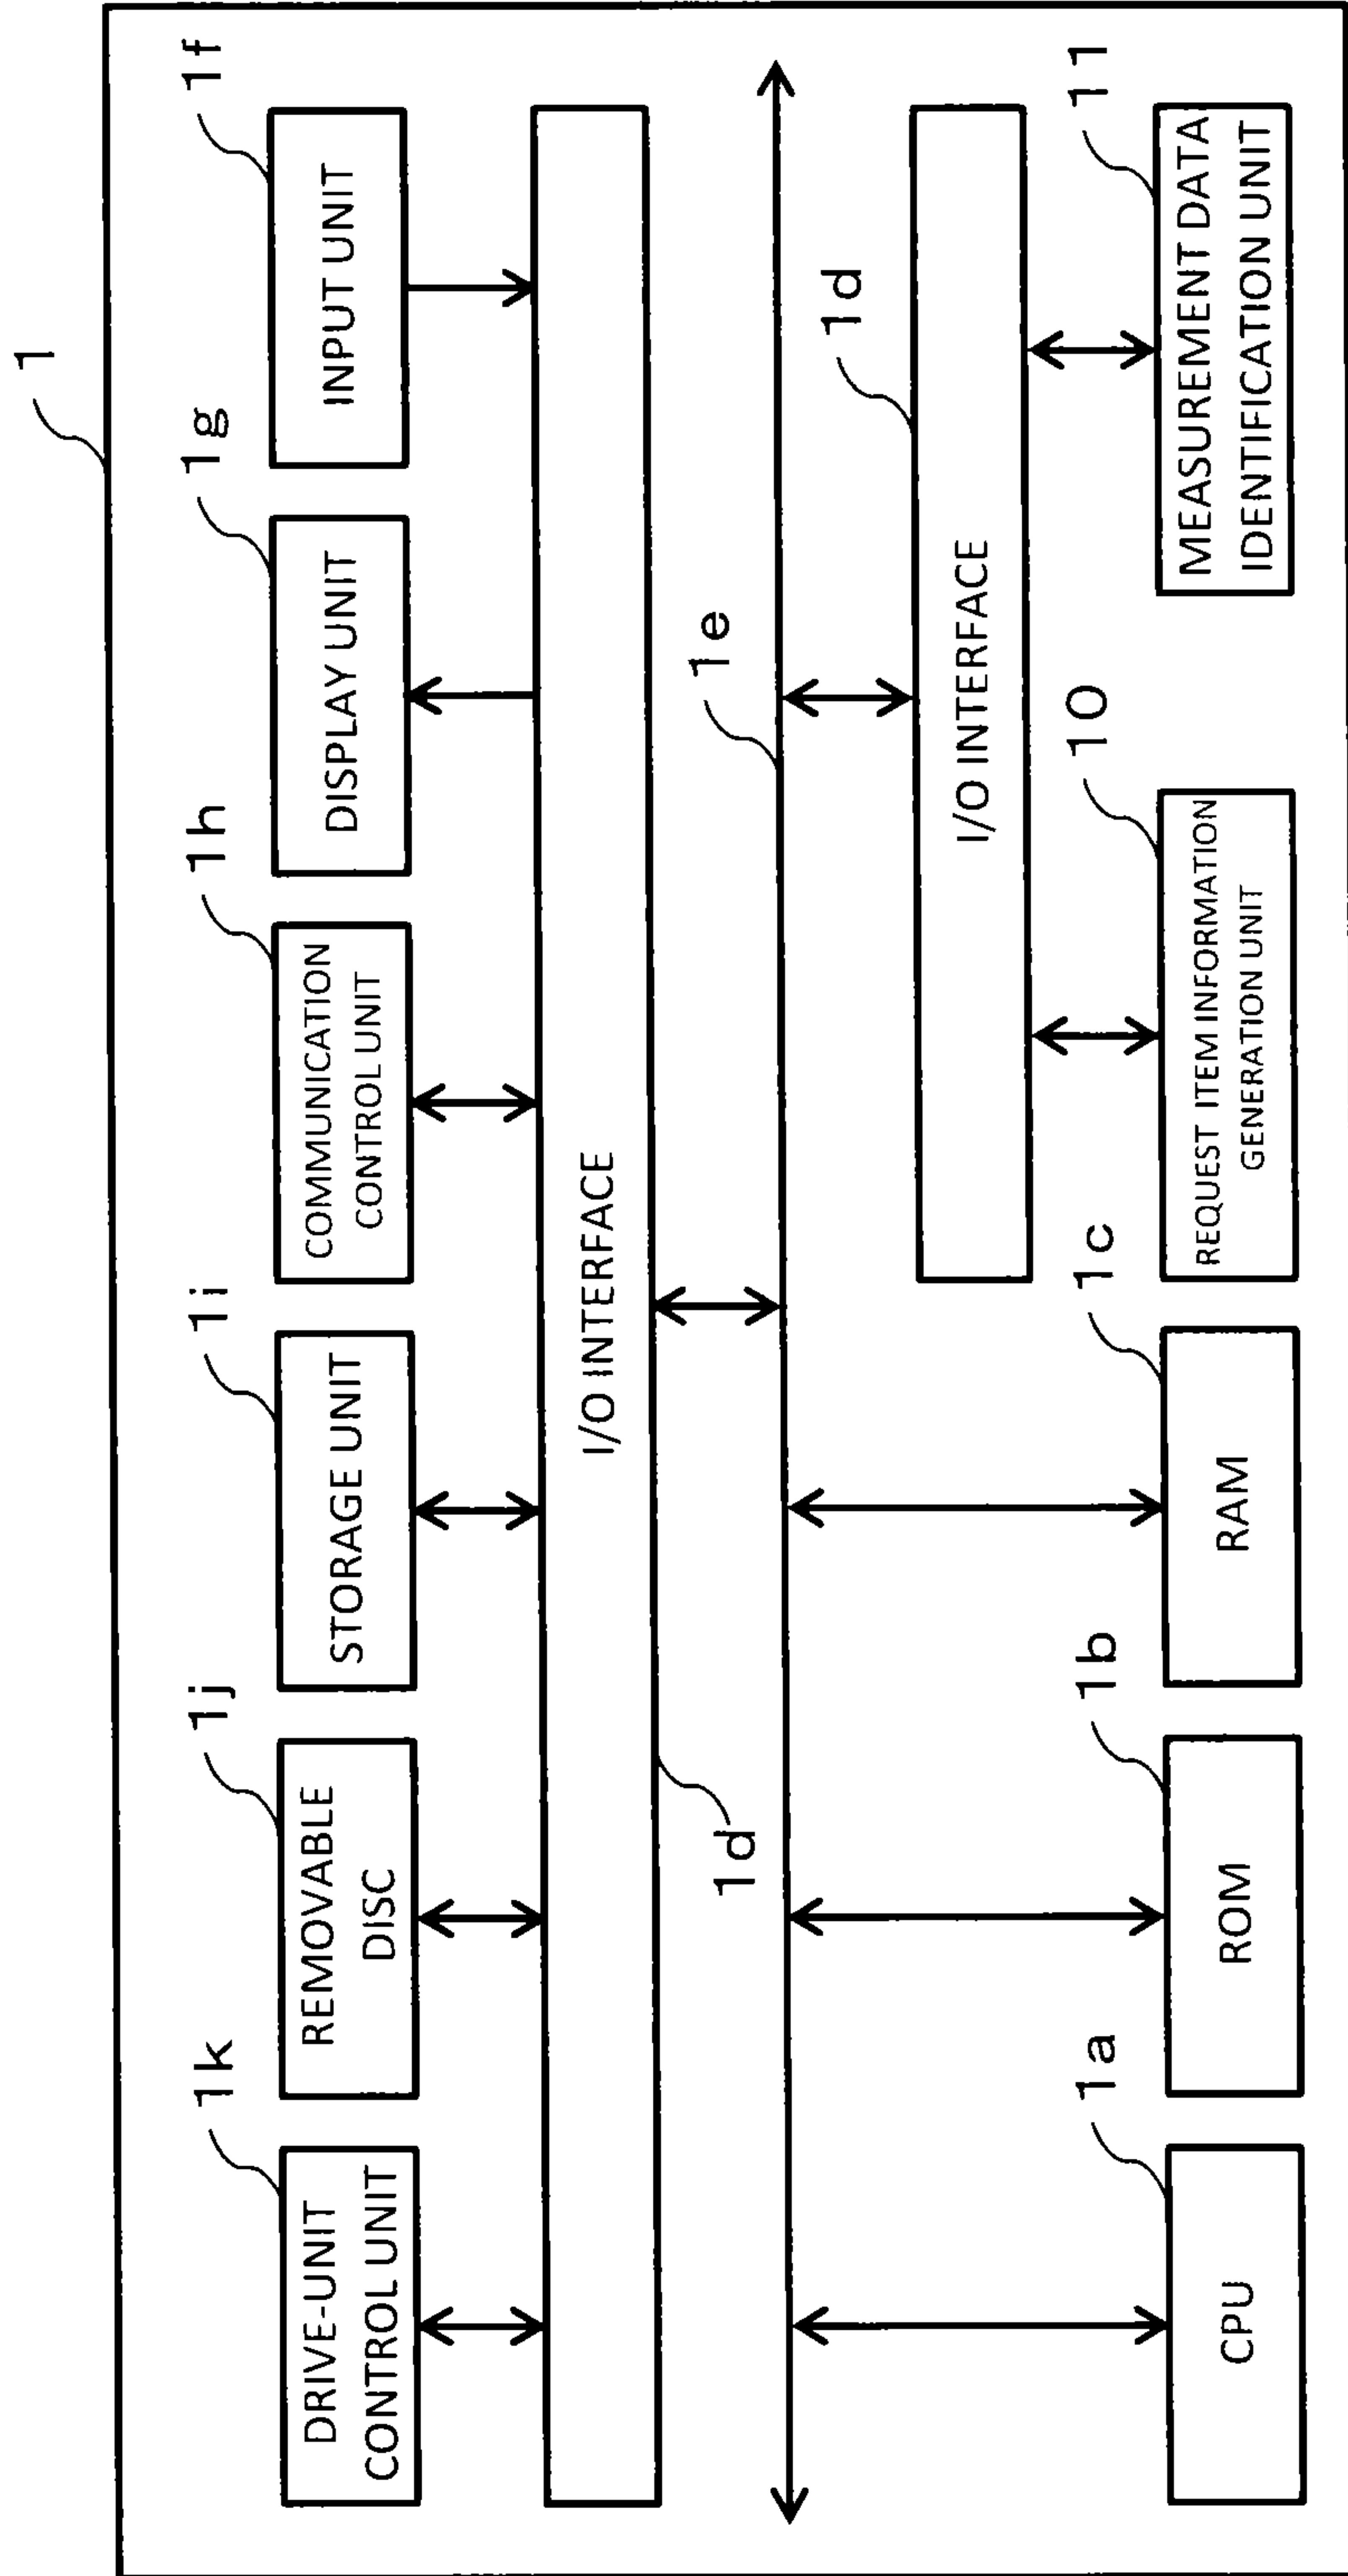 1
1k
1j
1i
1h
1g
1f
DRIVE-UNIT
CONTROL UNIT
REMOVABLE
DISC
STORAGE UNIT
COMMUNICATION
CONTROL UNIT
DISPLAY UNIT
INPUT UNIT
I/O INTERFACE
1d
1e
1d
I/O INTERFACE
1a
1b
1c
10
11
CPU
ROM
RAM
REQUEST ITEM INFORMATION
GENERATION UNIT
MEASUREMENT DATA
IDENTIFICATION UNIT